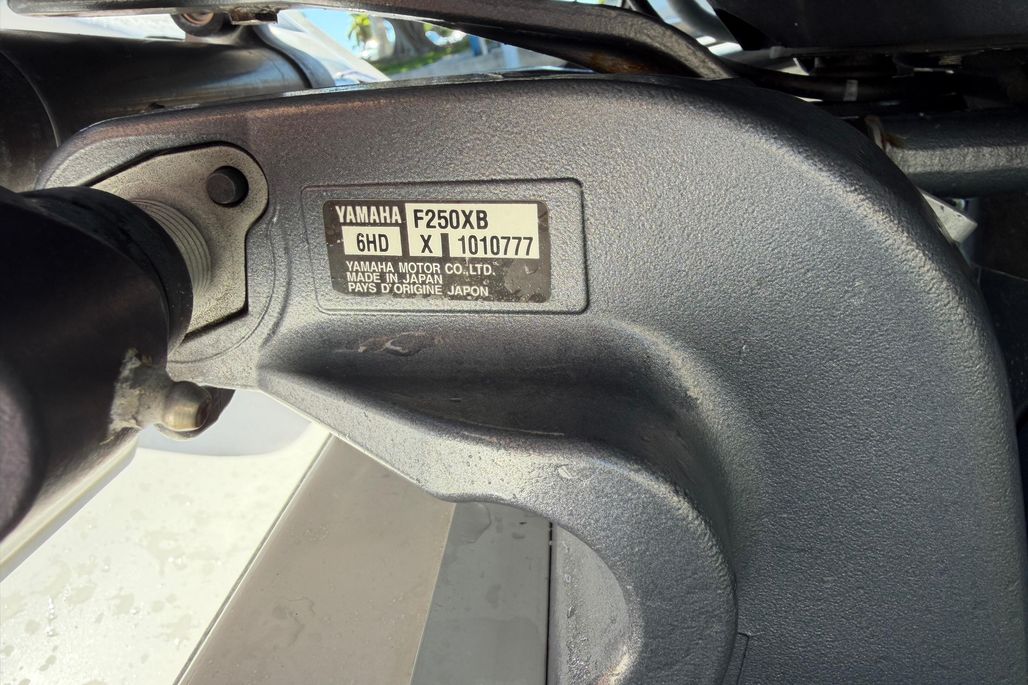 YAMAHA F250XB
6HD X 1010777
YAMAHA MOTOR CO.,LTD.
MADE IN JAPAN
PAYS D'ORIGINE JAPON